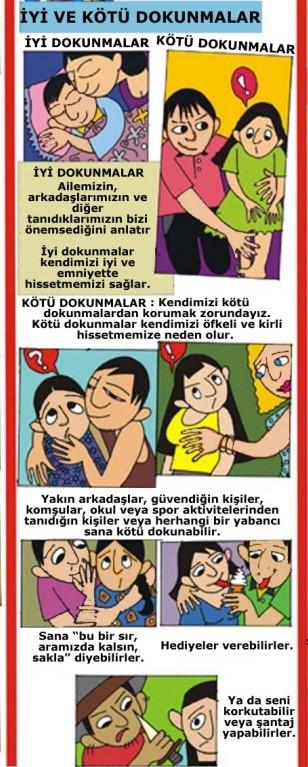 İYİ VE KÖTÜ DOKUNMALAR
İYİ DOKUNMALAR
KÖTÜ DOKUNMALAR
!
İYİ DOKUNMALAR
Ailemizin,
arkadaşlarımızın ve
diğer
tanıdıklarımızın bizi
önemsediğini anlatır
İyi dokunmalar
kendimizi iyi ve
emniyette
hissetmemizi sağlar.
KÖTÜ DOKUNMALAR : Kendimizi kötü
dokunmalardan korumak zorundayız.
Kötü dokunmalar kendimizi öfkeli ve kirli
hissetmemize neden olur.
?
!
Yakın arkadaşlar, güvendiğin kişiler,
komşular, okul veya spor aktivitelerinden
tanıdığın kişiler veya herhangi bir yabancı
sana kötü dokunabilir.
Sana “bu bir sır,
aramızda kalsın,
sakla” diyebilirler.
Hediyeler verebilirler.
Ya da seni
korkutabilir
veya şantaj
yapabilirler.